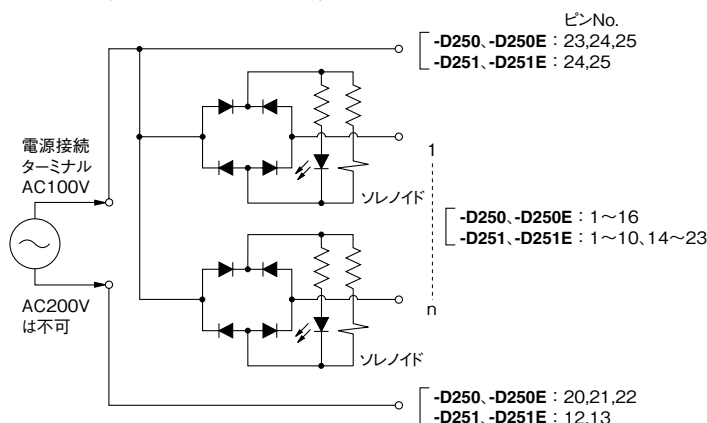 ピンNo.
-D250、-D250E：23,24,25
-D251、-D251E：24,25
電源接続
ターミナル
AC100V
1
ソレノイド
-D250、-D250E：1〜16
-D251、-D251E：1〜10、14〜23
AC200V
は不可
n
ソレノイド
-D250、-D250E：20,21,22
-D251、-D251E：12,13